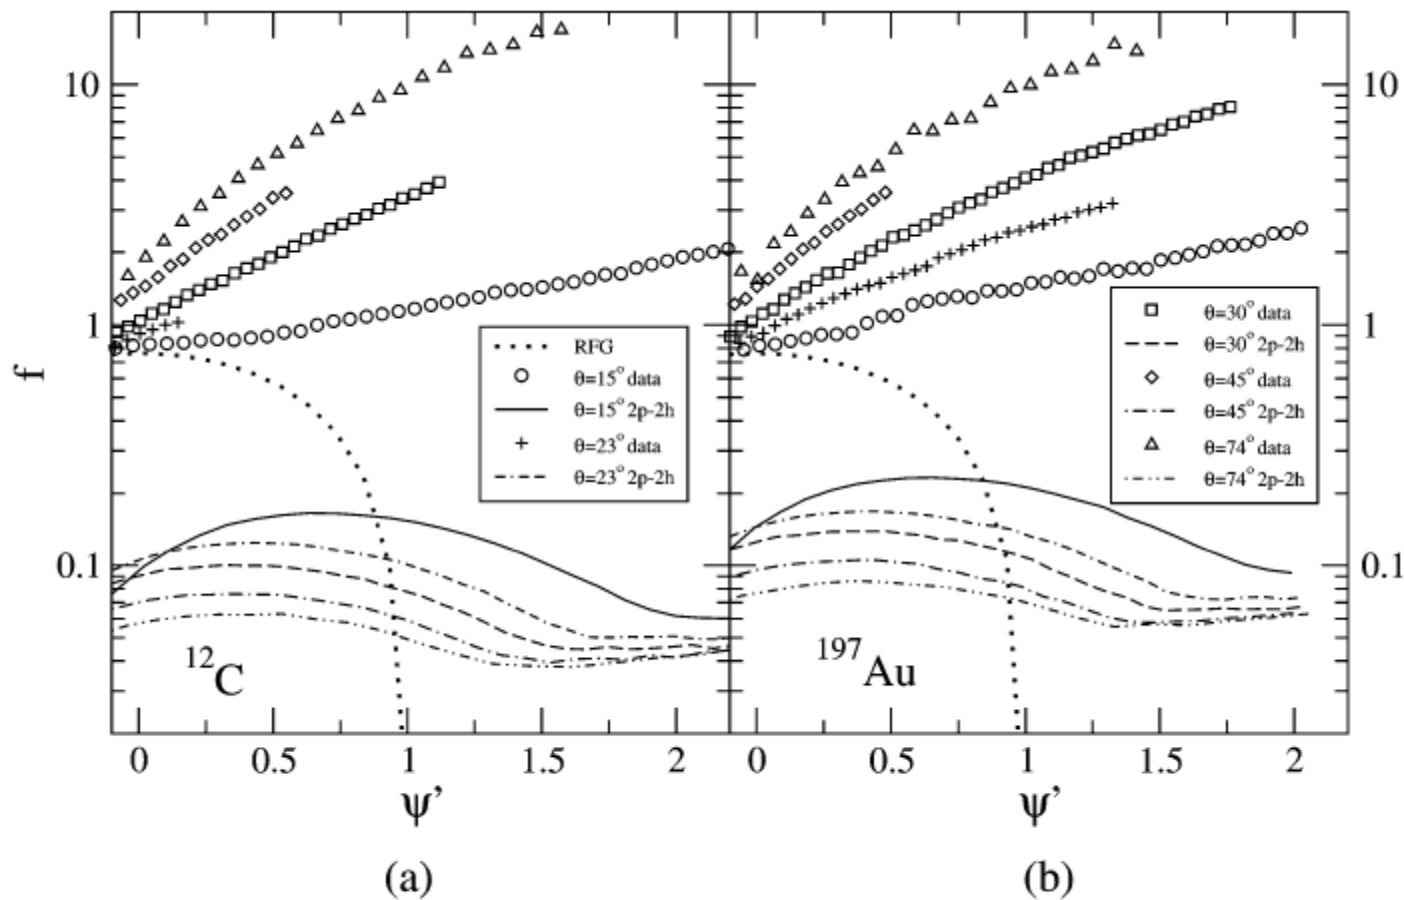 10
1
0.1
f
RFG
θ=15° data
θ=15° 2p-2h
θ=23° data
θ=23° 2p-2h
¹²C
0 0.5 1 1.5 2
ψ’
(a)
10
1
0.1
θ=30° data
θ=30° 2p-2h
θ=45° data
θ=45° 2p-2h
θ=74° data
θ=74° 2p-2h
¹⁹⁷Au
0 0.5 1 1.5 2
ψ’
(b)